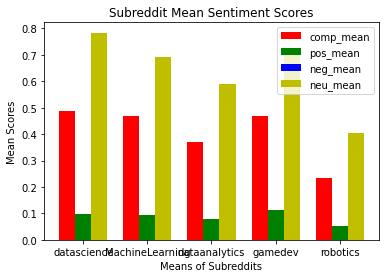 Subreddit Mean Sentiment Scores
comp_mean
pos_mean
neg_mean
neu_mean
0.8
0.7
0.6
0.5
0.4
0.3
0.2
0.1
0.0
Mean Scores
datascience MachineLearning dataanalytics gamedev robotics
Means of Subreddits